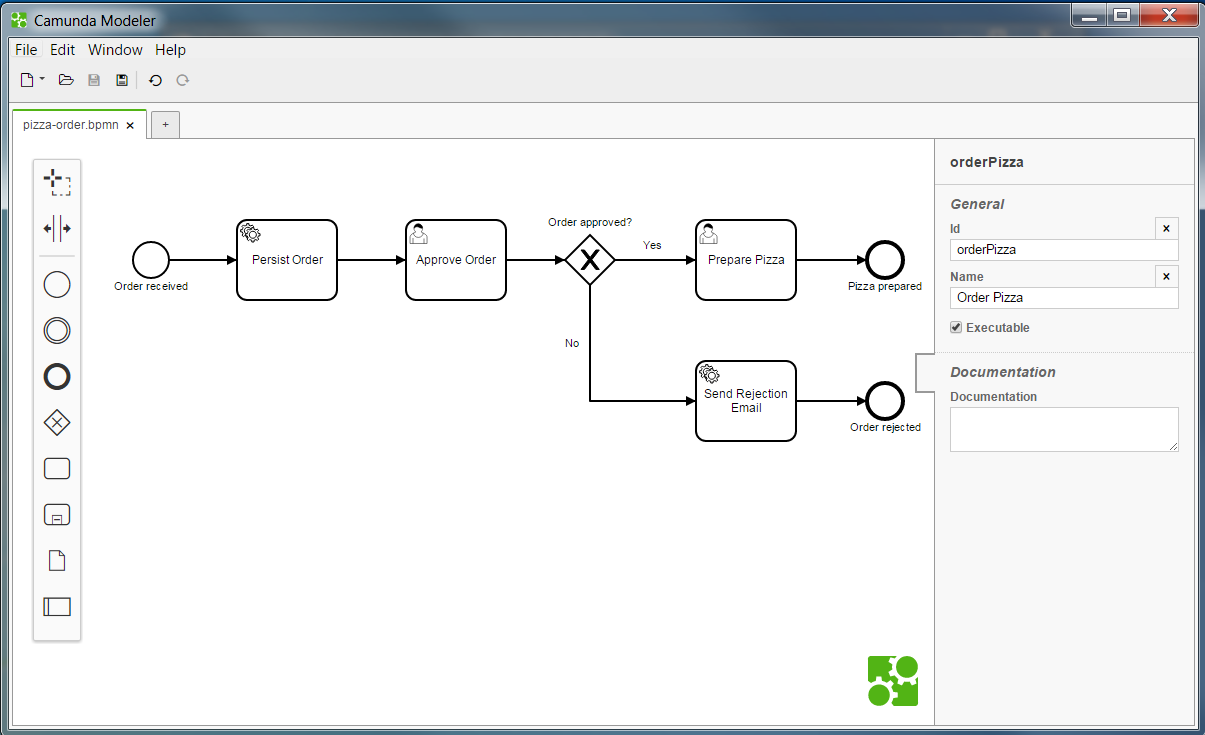 Camunda Modeler
File Edit Window Help
pizza-order.bpmn × +
Order received
Persist Order
Approve Order
Order approved?
Yes
Prepare Pizza
Pizza prepared
No
Send Rejection
Email
Order rejected
orderPizza
General
Id ×
orderPizza
Name ×
Order Pizza
Executable
Documentation
Documentation